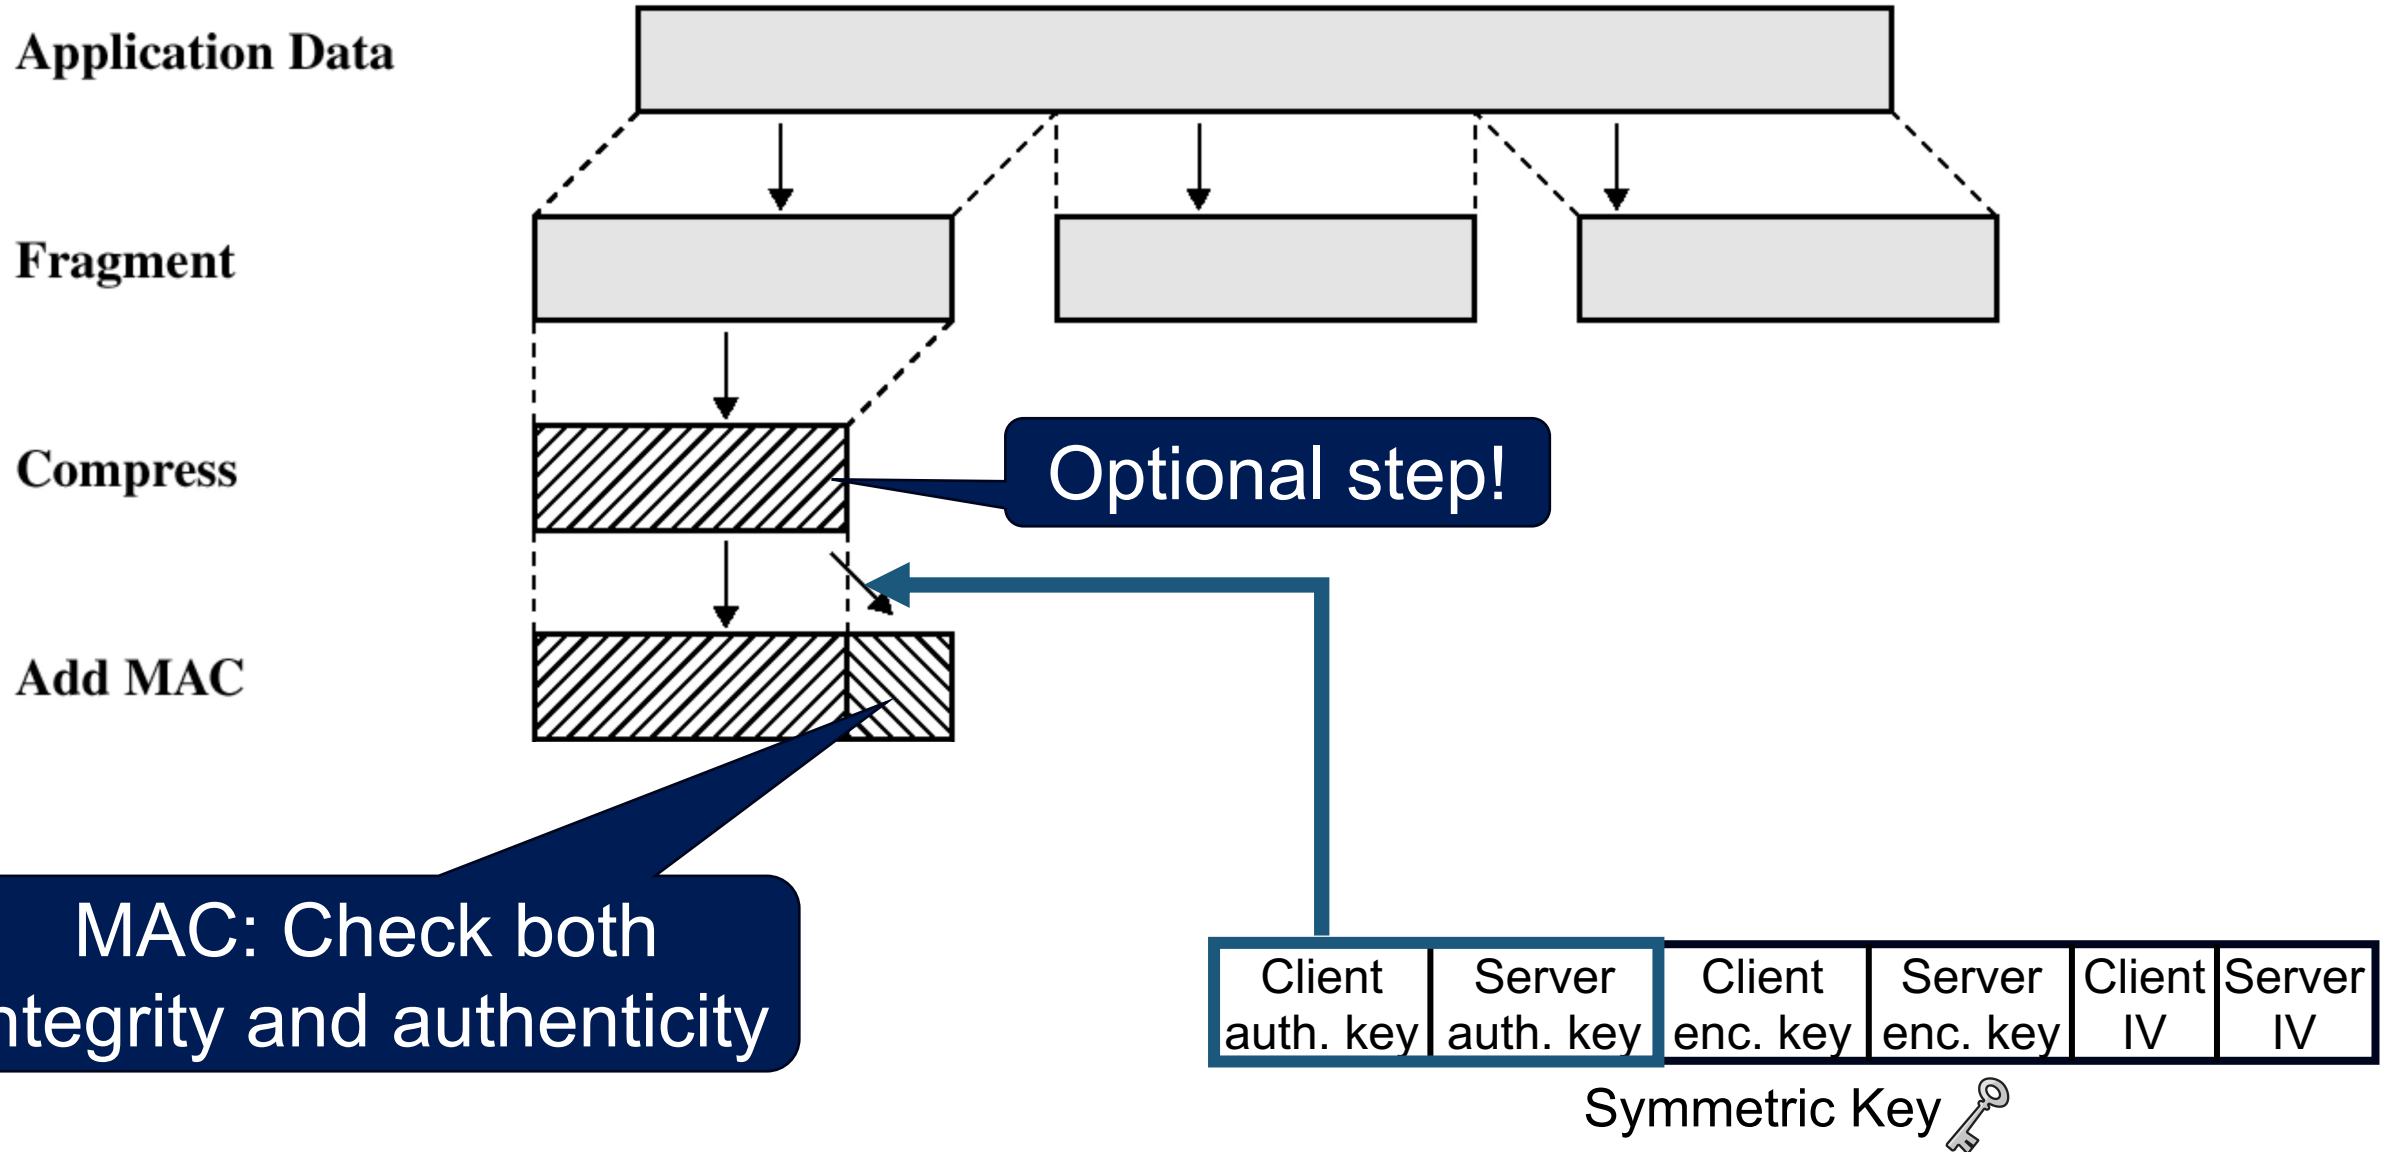 Application Data
Fragment
Compress
Optional step!
Add MAC
MAC: Check both
ntegrity and authenticity
Client
auth. key
Server
auth. key
Client
enc. key
Server
enc. key
Client
IV
Server
IV
Symmetric Key